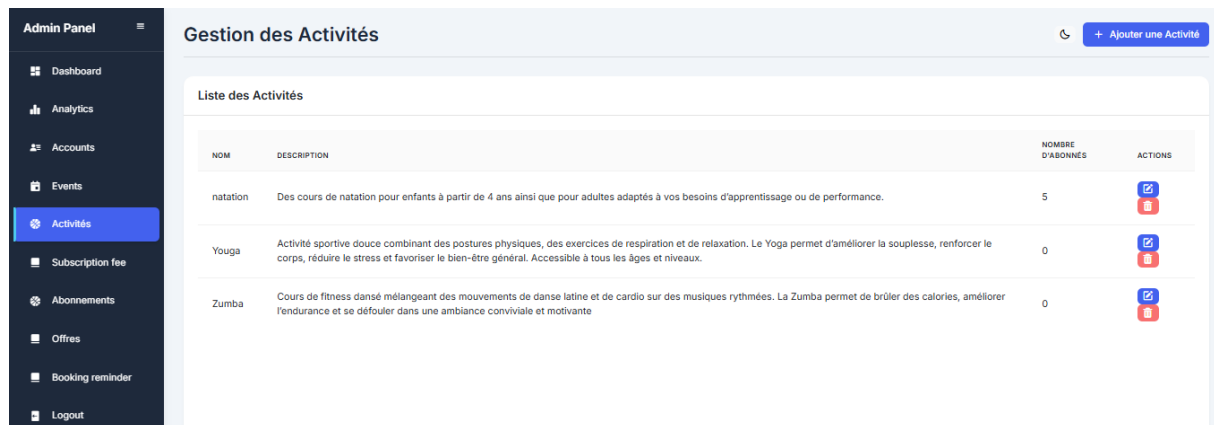 Admin Panel
Dashboard
Analytics
Accounts
Events
Activités
Subscription fee
Abonnements
Offres
Booking reminder
Logout
Gestion des Activités
+ Ajouter une Activité
Liste des Activités
NOM DESCRIPTION NOMBRE D'ABONNÉS ACTIONS
natation Des cours de natation pour enfants à partir de 4 ans ainsi que pour adultes adaptés à vos besoins d'apprentissage ou de performance. 5
Youga Activité sportive douce combinant des postures physiques, des exercices de respiration et de relaxation. Le Yoga permet d'améliorer la souplesse, renforcer le
corps, réduire le stress et favoriser le bien-être général. Accessible à tous les âges et niveaux. 0
Zumba Cours de fitness dansé mélangeant des mouvements de danse latine et de cardio sur des musiques rythmées. La Zumba permet de brûler des calories, améliorer
l'endurance et se défouler dans une ambiance conviviale et motivante 0